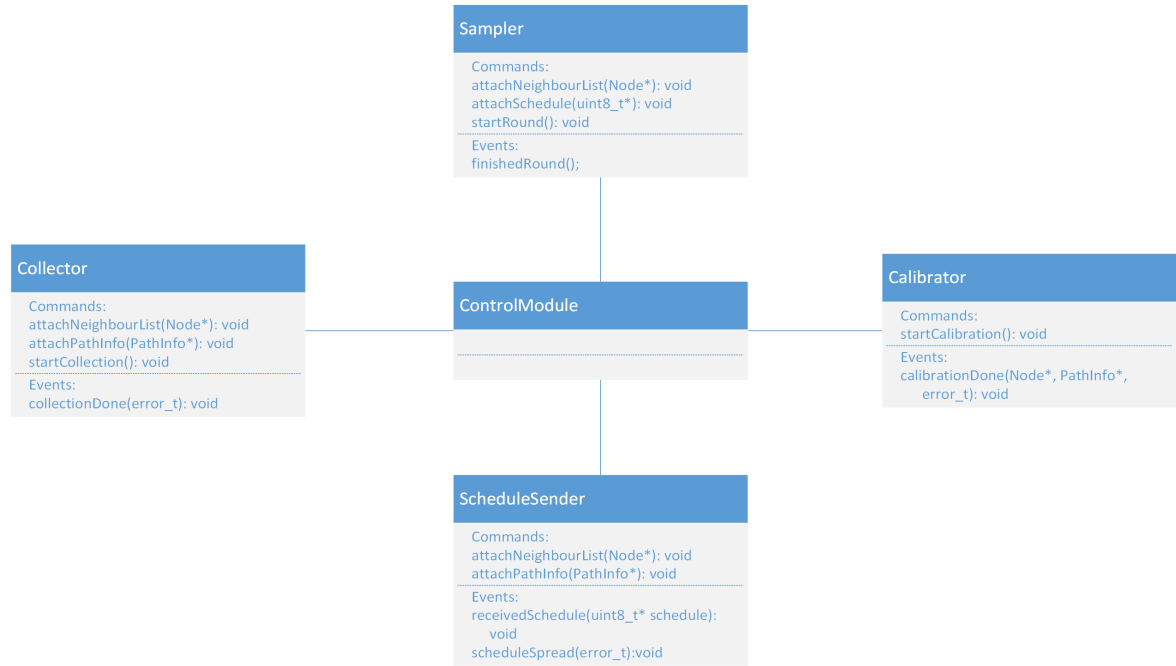 Sampler
Commands:
attachNeighbourList(Node*): void
attachSchedule(uint8_t*): void
startRound(): void
Events:
finishedRound();
Collector
Commands:
attachNeighbourList(Node*): void
attachPathInfo(PathInfo*): void
startCollection(): void
Events:
collectionDone(error_t): void
ControlModule
Calibrator
Commands:
startCalibration(): void
Events:
calibrationDone(Node*, PathInfo*,
error_t): void
ScheduleSender
Commands:
attachNeighbourList(Node*): void
attachPathInfo(PathInfo*): void
Events:
receivedSchedule(uint8_t* schedule):
void
scheduleSpread(error_t):void